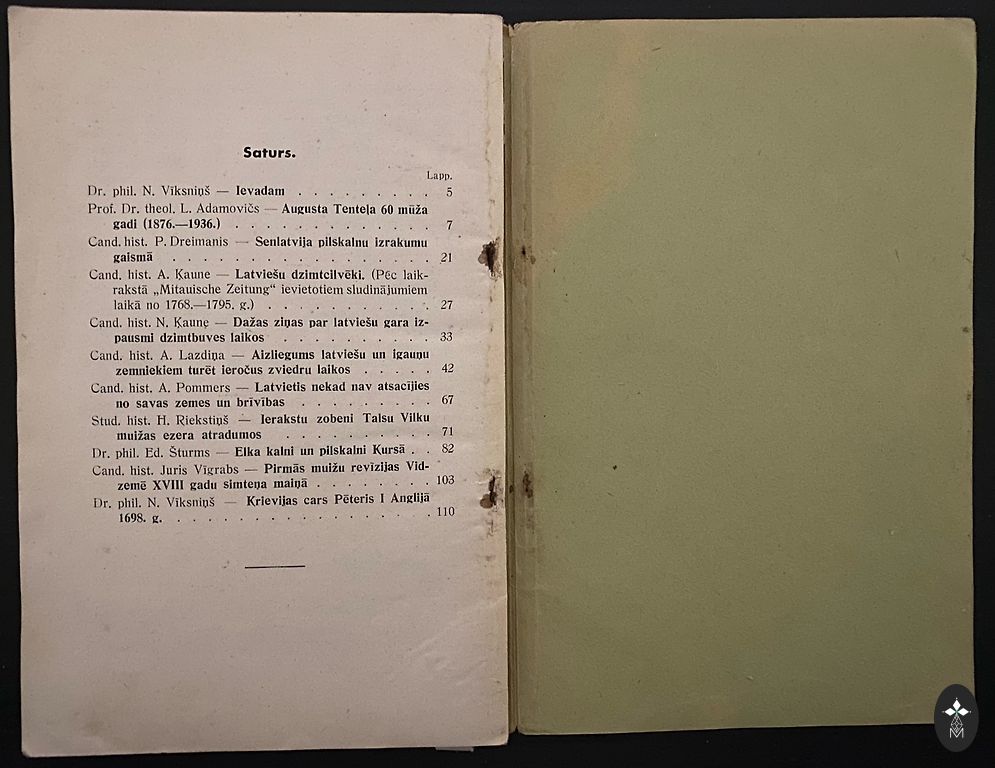 Saturs.
Lapp.
Dr. phil. N. Vīksniņš — Ievadam . . . . . . . . . 5
Prof. Dr. theol. L. Adamovičs — Augusta Tenteļa 60 mūža
gadi (1876.—1936.) . . . . . . . . . . . . . 7
Cand. hist. P. Dreimanis — Senlatvija pilskalnu izrakumu
gaismā . . . . . . . . . . . . . . . . . 21
Cand. hist. A. Ķaune — Latviešu dzimtcilvēki. (Pēc laik-
rakstā „Mitauische Zeitung“ ievietotiem sludinājumiem
laikā no 1768.—1795. g.) . . . . . . . . . . 27
Cand. hist. N. Ķaune — Dažas ziņas par latviešu gara iz-
pausmi dzimtbuves laikos . . . . . . . . . . 33
Cand. hist. A. Lazdiņa — Aizliegums latviešu un igauņu
zemniekiem turēt ieročus zviedru laikos . . . . . 42
Cand. hist. A. Pommers — Latvietis nekad nav atsacījies
no savas zemes un brīvības . . . . . . . . . 67
Stud. hist. H. Riekstiņš — Ierakstu zobeni Talsu Vilku
muižas ezera atradumos . . . . . . . . . . 71
Dr. phil. Ed. Šturms — Elka kalni un pilskalni Kursā . . 82
Cand. hist. Juris Vīgrabs — Pirmās muižu revīzijas Vid-
zemē XVIII gadu simteņa maiņā . . . . . . . 103
Dr. phil. N. Vīksniņš — Krievijas cars Pēteris I Anglijā
1698. g. . . . . . . . . . . . . . . . . . 110
M